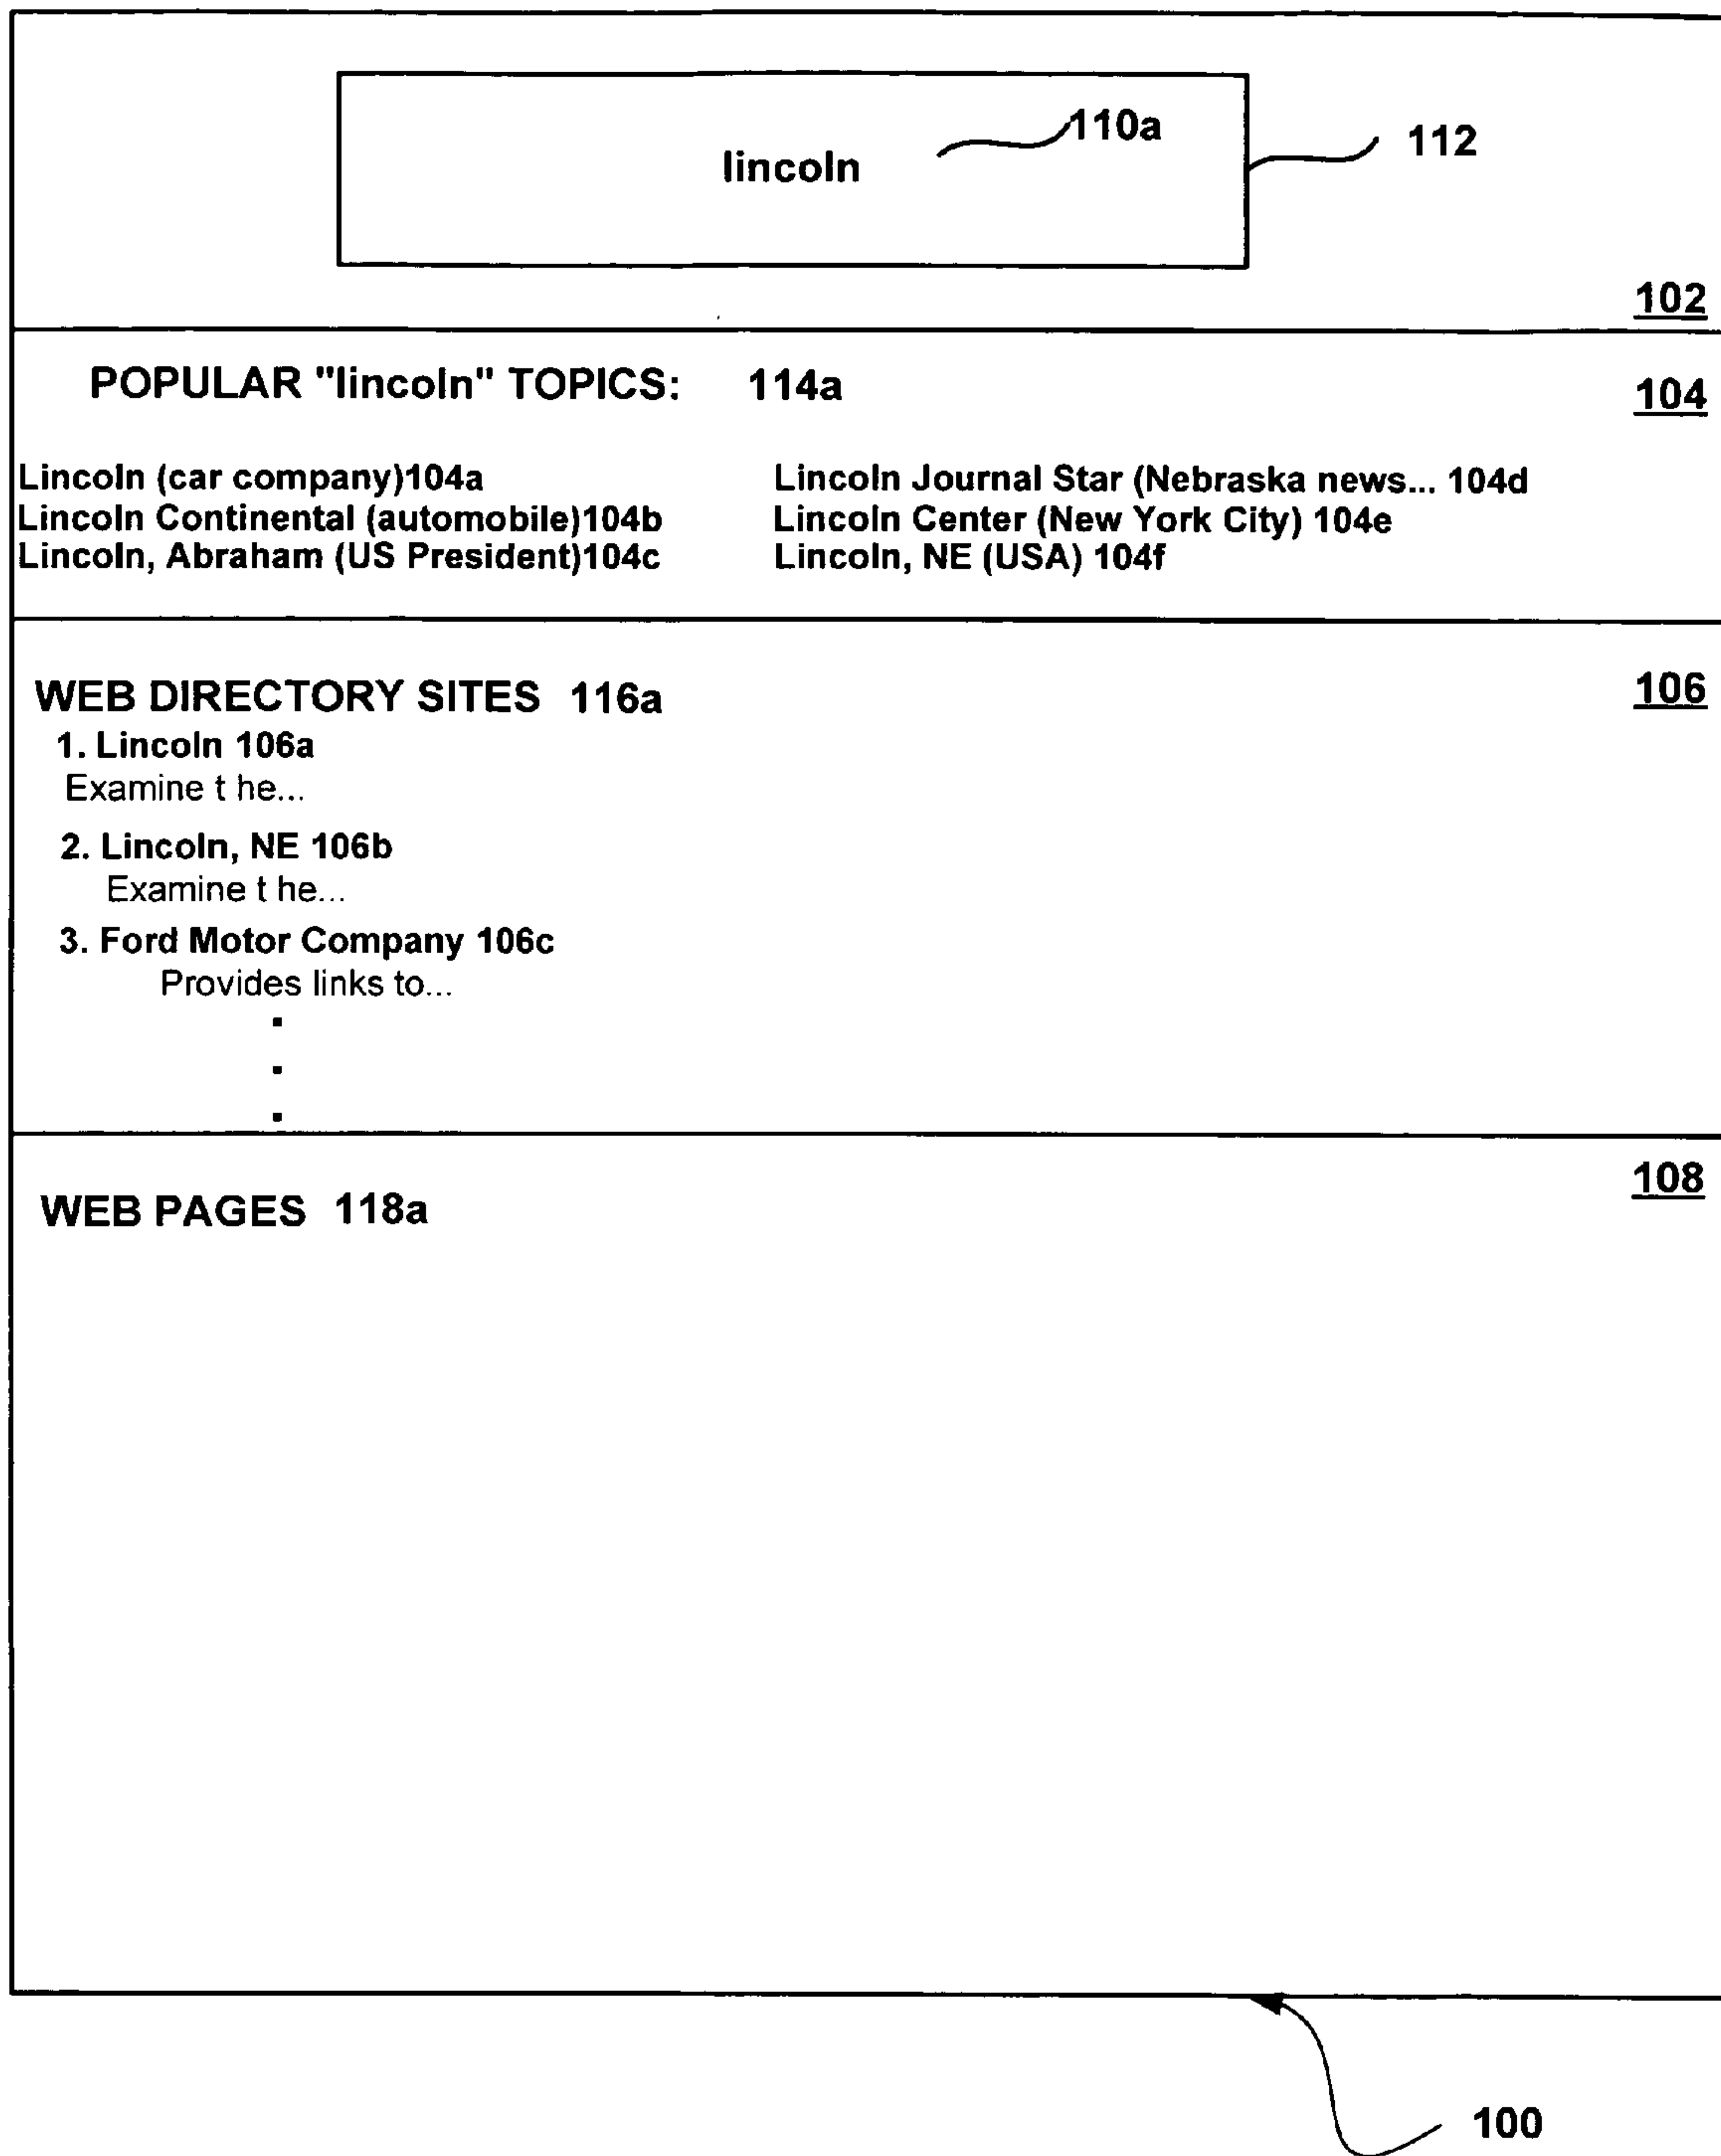 lincoln 110a 112
102
POPULAR "lincoln" TOPICS: 114a 104
Lincoln (car company)104a Lincoln Journal Star (Nebraska news... 104d
Lincoln Continental (automobile)104b Lincoln Center (New York City) 104e
Lincoln, Abraham (US President)104c Lincoln, NE (USA) 104f
WEB DIRECTORY SITES 116a 106
1. Lincoln 106a
Examine t he...
2. Lincoln, NE 106b
Examine t he...
3. Ford Motor Company 106c
Provides links to...
108
WEB PAGES 118a
100